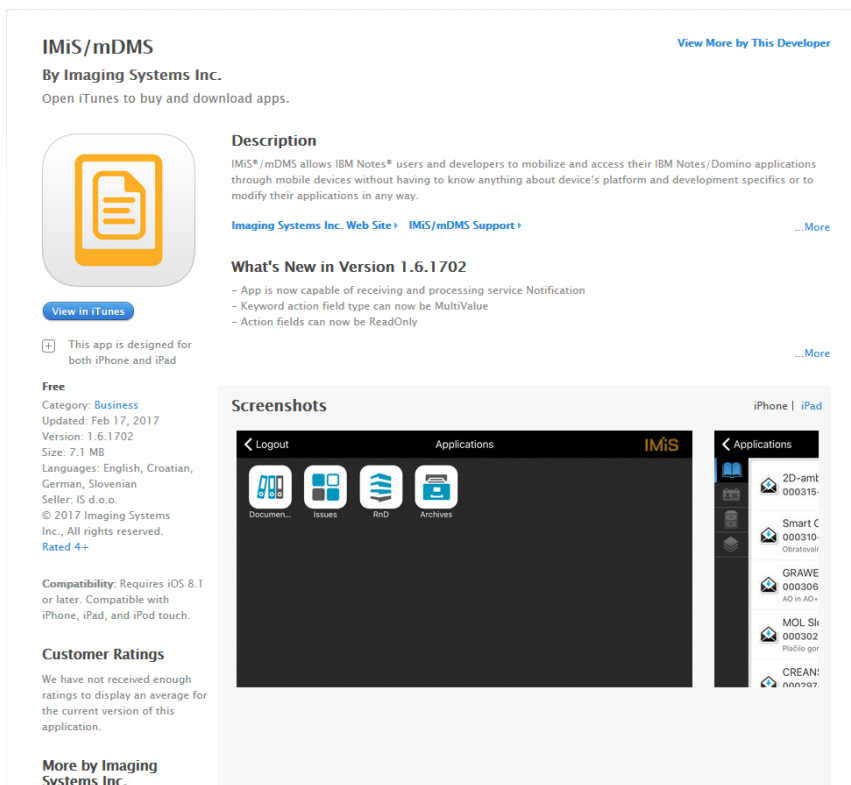 IMiS/mDMS
View More by This Developer
By Imaging Systems Inc.
Open iTunes to buy and download apps.
Description
IMiS®/mDMS allows IBM Notes® users and developers to mobilize and access their IBM Notes/Domino applications
through mobile devices without having to know anything about device's platform and development specifics or to
modify their applications in any way.
Imaging Systems Inc. Web Site
IMiS/mDMS Support
...More
What's New in Version 1.6.1702
- App is now capable of receiving and processing service Notification
- Keyword action field type can now be MultiValue
- Action fields can now be ReadOnly
...More
View in iTunes
This app is designed for
both iPhone and iPad
Free
Category: Business
Updated: Feb 17, 2017
Version: 1.6.1702
Size: 7.1 MB
Languages: English, Croatian,
German, Slovenian
Seller: IS d.o.o.
© 2017 Imaging Systems
Inc., All rights reserved.
Rated 4+
Compatibility: Requires iOS 8.1
or later. Compatible with
iPhone, iPad, and iPod touch.
Customer Ratings
We have not received enough
ratings to display an average for
the current version of this
application.
More by Imaging
Systems Inc.
Screenshots
iPhone | iPad
Logout
Applications
IMiS
Documen...
Issues
RnD
Archives
Applications
2D-amb
000315-
Smart
000310-
Obratovaln
GRAWE
000306
AO in AO+
MOL
000302
Plačilo gor
CREAN
000297-